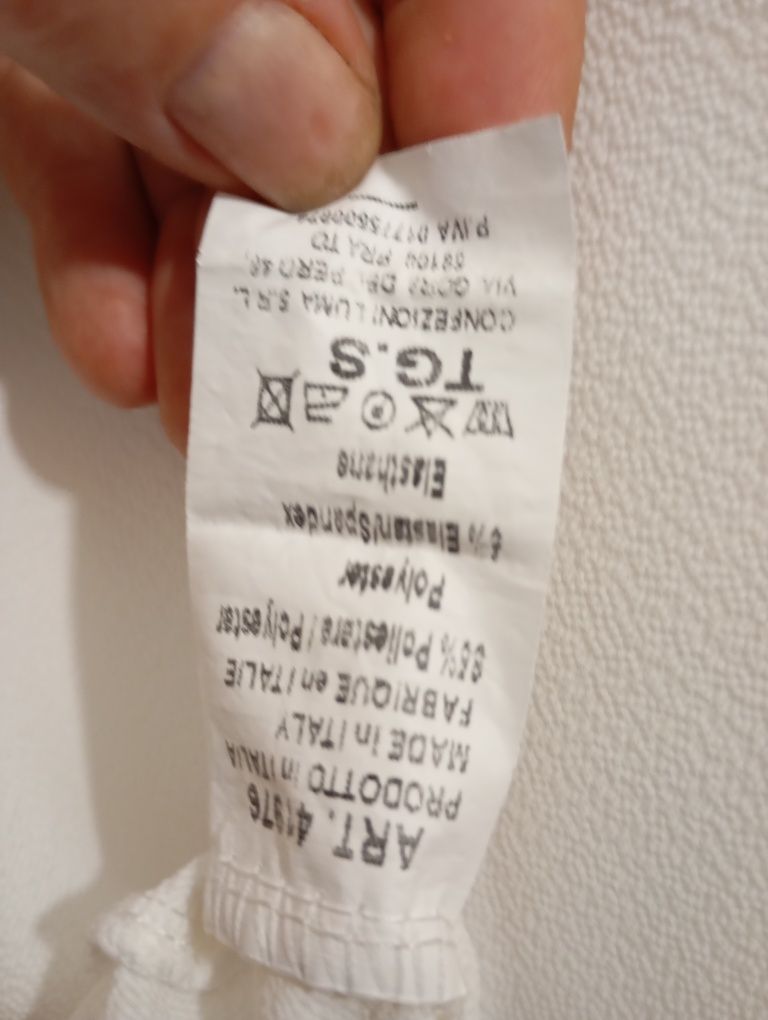 ART. 41376
PRODOTTO in ITALIA
MADE in ITALY
FABRIQUE en ITALIE
95% Poliestere / Polyester
Polyester
5% Elastan/Spandex
Elasthane
TG.S
CONFEZIONI LUMA S.R.L.
VIA GORA DEL PERO
PRATO
P.IVA